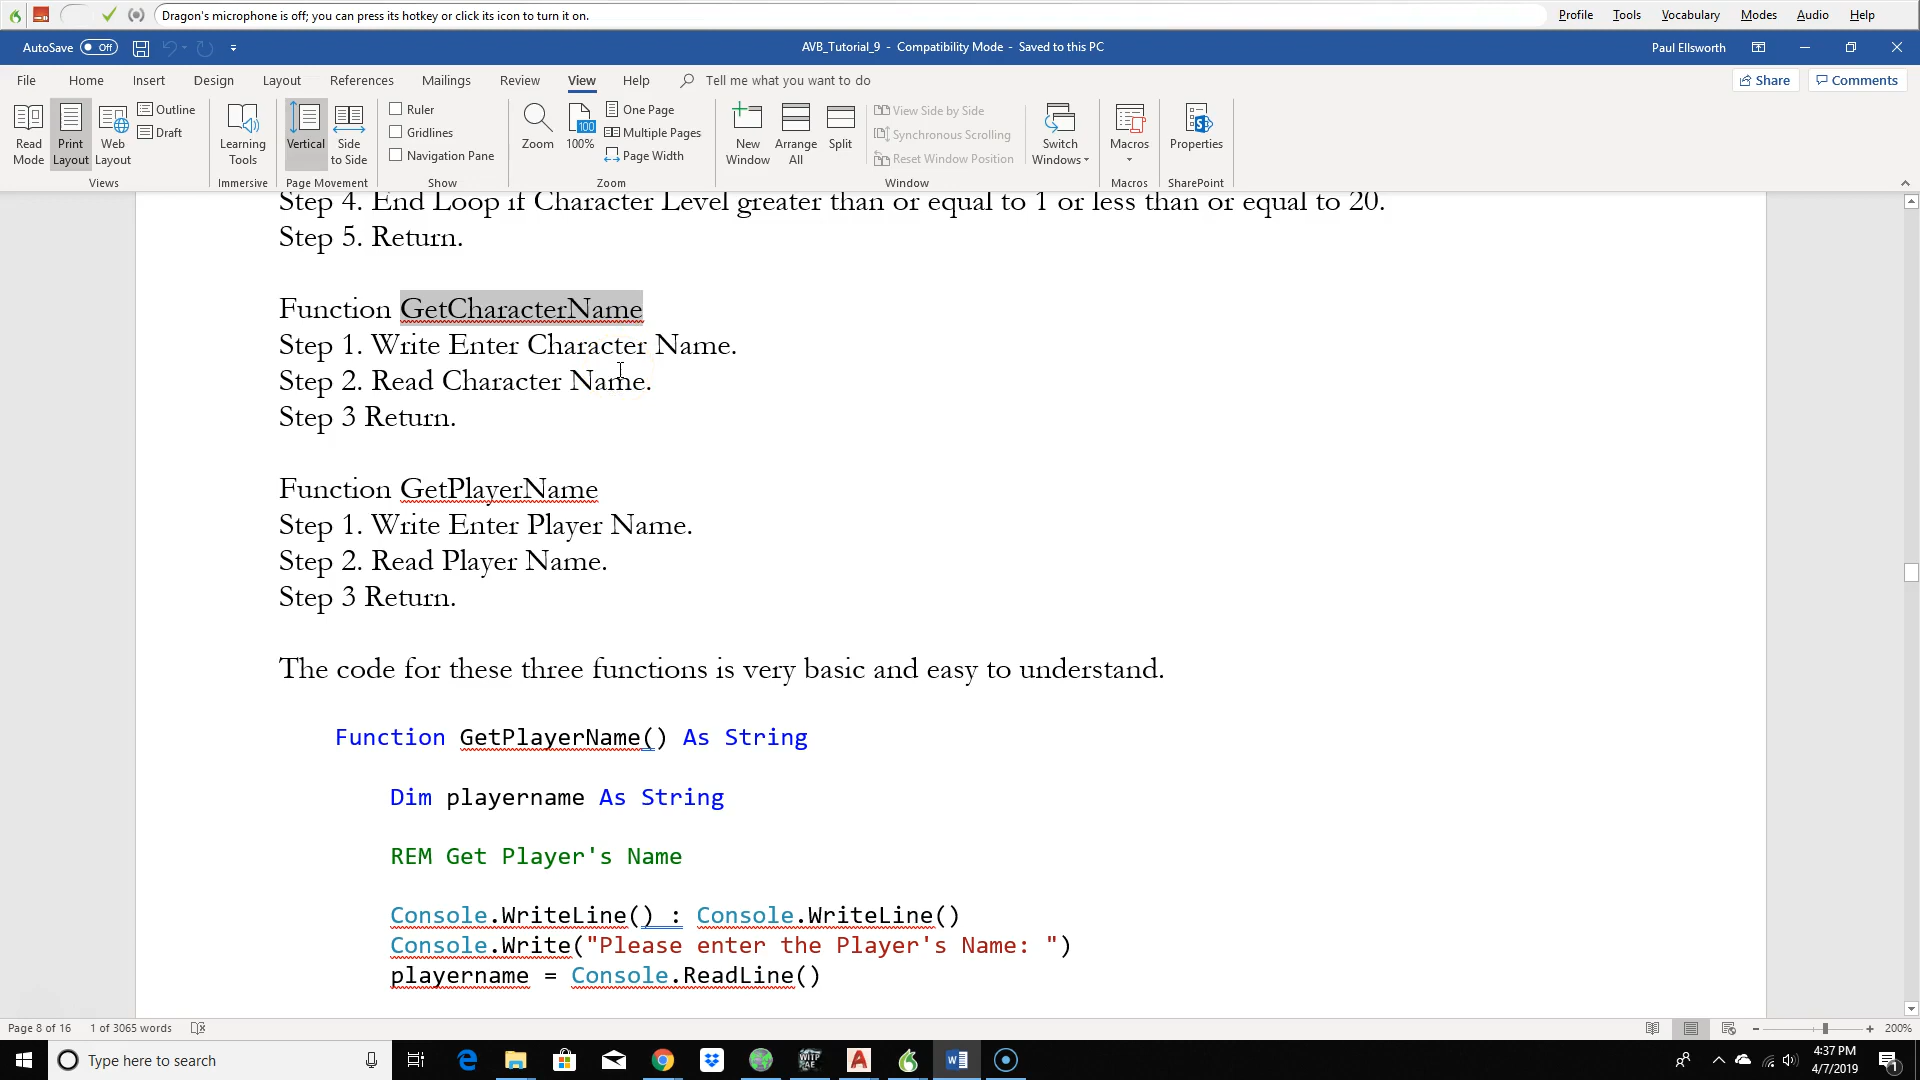 Dragon's microphone is off; you can press its hotkey or click its icon to turn it on.
Profile Tools Vocabulary Modes Audio Help
AutoSave Off
AVB_Tutorial_9 - Compatibility Mode - Saved to this PC
Paul Ellsworth
File Home Insert Design Layout References Mailings Review View Help Tell me what you want to do
Share Comments
Read Mode
Print Layout
Web Layout
Outline
Draft
Views
Learning Tools
Immersive
Vertical
Side to Side
Page Movement
Ruler
Gridlines
Navigation Pane
Show
Zoom
100
100%
One Page
Multiple Pages
Page Width
Zoom
New Window
Arrange All
Split
View Side by Side
Synchronous Scrolling
Reset Window Position
Window
Switch Windows
Macros
Macros
Properties
SharePoint
Step 4. End Loop if Character Level greater than or equal to 1 or less than or equal to 20.
Step 5. Return.
Function GetCharacterName
Step 1. Write Enter Character Name.
Step 2. Read Character Name.
Step 3 Return.
Function GetPlayerName
Step 1. Write Enter Player Name.
Step 2. Read Player Name.
Step 3 Return.
The code for these three functions is very basic and easy to understand.
Function GetPlayerName() As String
Dim playername As String
REM Get Player's Name
Console.WriteLine() : Console.WriteLine()
Console.Write("Please enter the Player's Name: ")
playername = Console.ReadLine()
Page 8 of 16 1 of 3065 words
200%
Type here to search
4:37 PM
4/7/2019
1